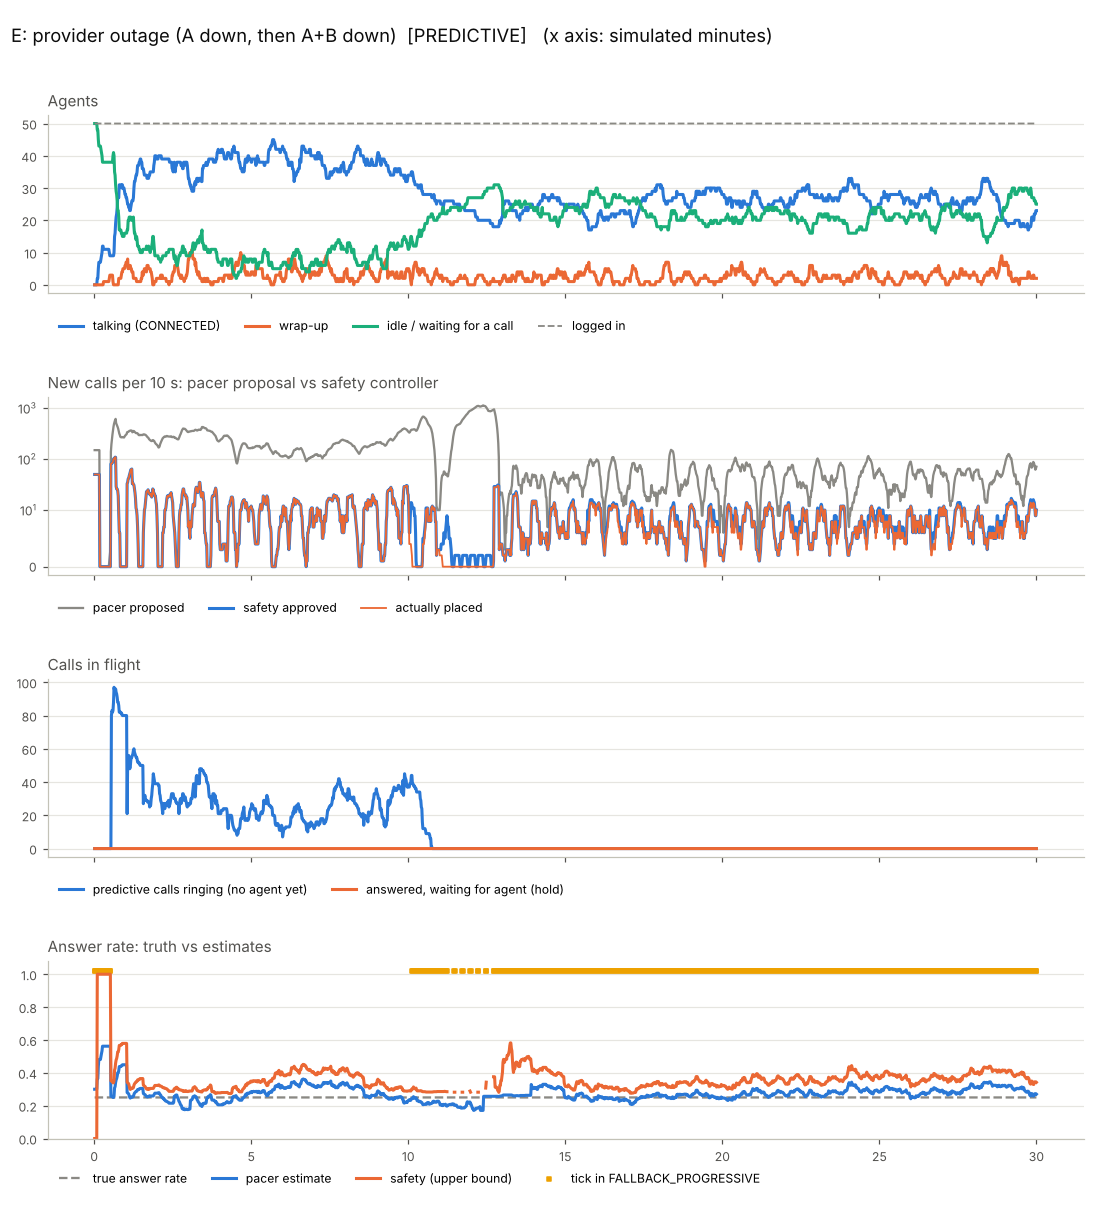 E: provider outage (A down, then A+B down)  [PREDICTIVE]   (x axis: simulated minutes)
Agents
50
40
30
20
10
0
talking (CONNECTED)   wrap-up   idle / waiting for a call   logged in
New calls per 10 s: pacer proposal vs safety controller
10³
10²
10¹
0
pacer proposed   safety approved   actually placed
Calls in flight
100
80
60
40
20
0
predictive calls ringing (no agent yet)   answered, waiting for agent (hold)
Answer rate: truth vs estimates
1.0
0.8
0.6
0.4
0.2
0.0
0   5   10   15   20   25   30
true answer rate   pacer estimate   safety (upper bound)   tick in FALLBACK_PROGRESSIVE